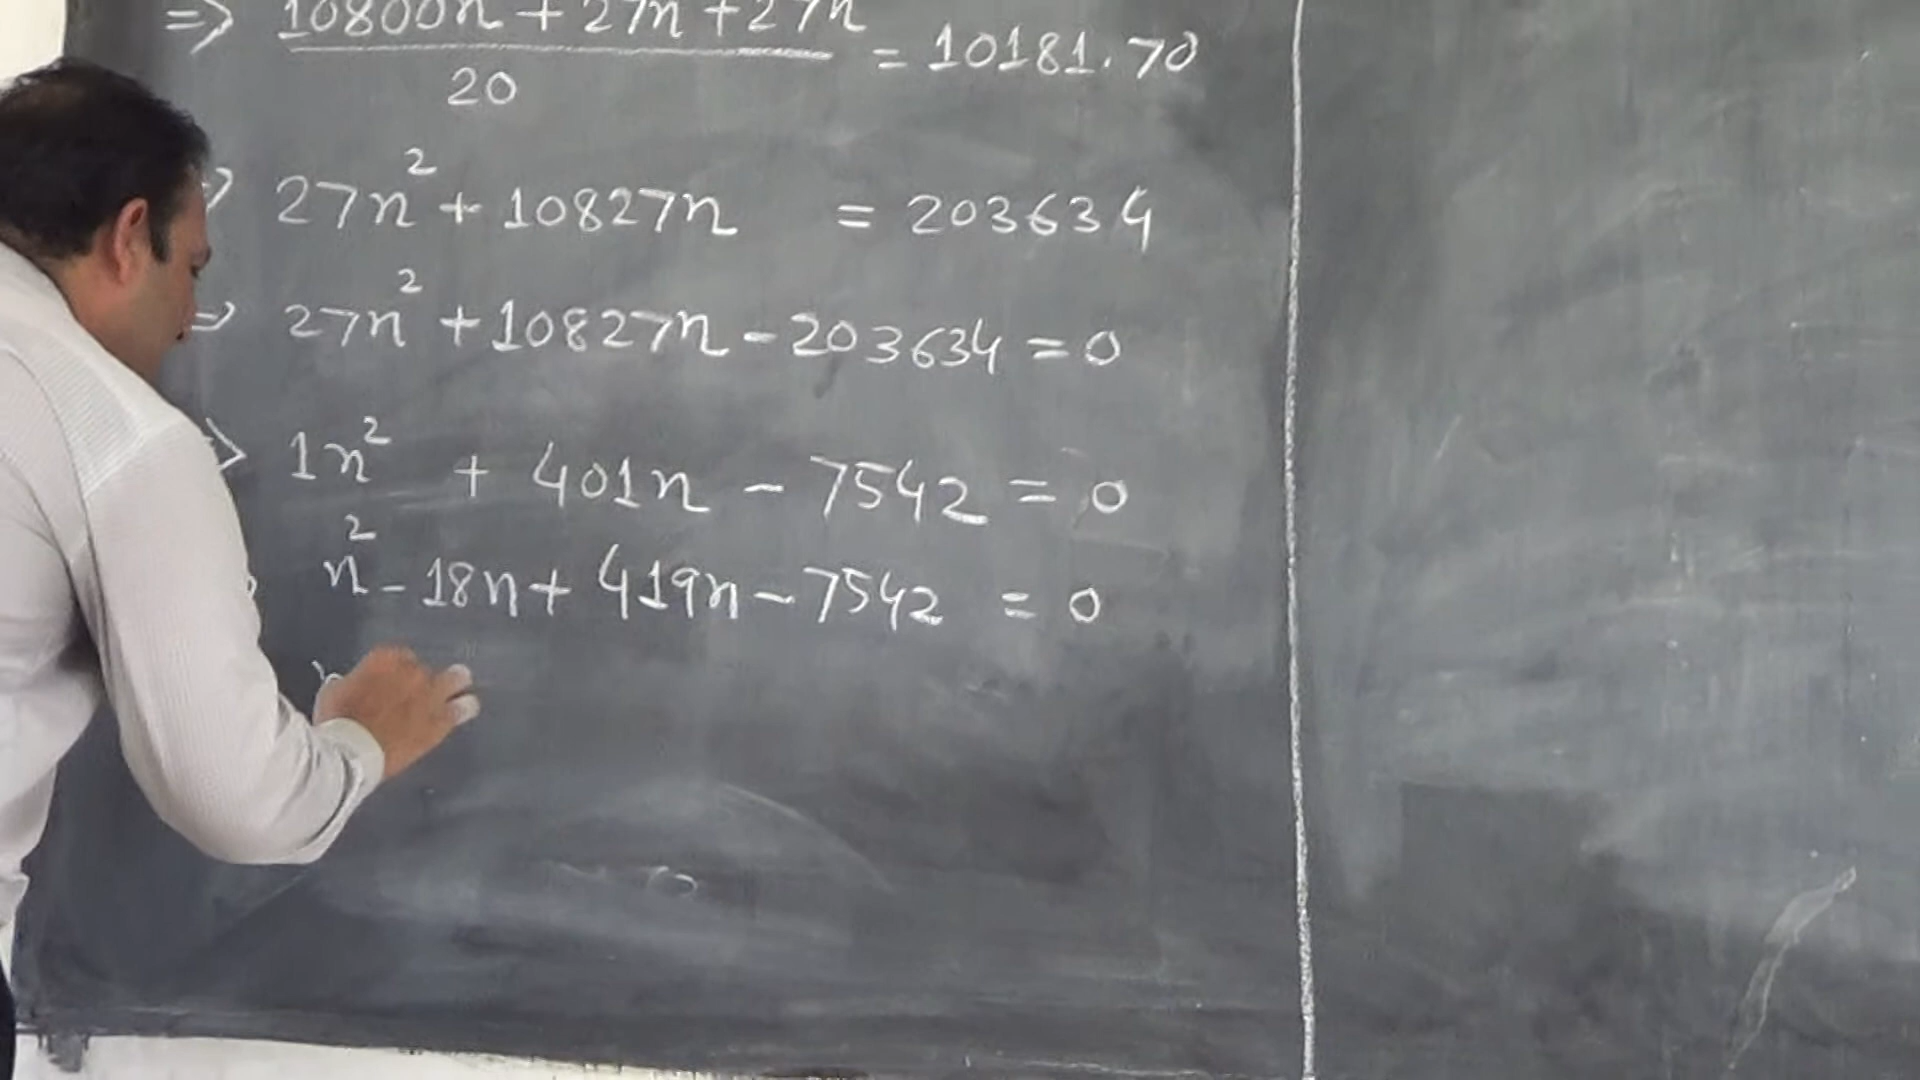 ⇒ 10800n + 27n + 27n / 20 = 10181.70
⇒ 27n² + 10827n = 203634
⇒ 27n² + 10827n - 203634 = 0
⇒ 1n² + 401n - 7542 = 0
n² - 18n + 419n - 7542 = 0